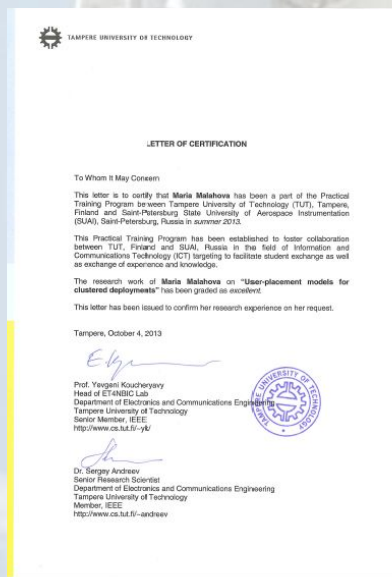 TAMPERE UNIVERSITY OF TECHNOLOGY
LETTER OF CERTIFICATION
To Whom It May Concern
This letter is to certify that Maria Malahova has been a part of the Practical
Training Program between Tampere University of Technology (TUT), Tampere,
Finland and Saint-Petersburg State University of Aerospace Instrumentation
(SUAI), Saint-Petersburg, Russia in summer 2013.
This Practical Training Program has been established to foster collaboration
between TUT, Finland and SUAI, Russia in the field of Information and
Communications Technology (ICT) targeting to facilitate student exchange as well
as exchange of experience and knowledge.
The research work of Maria Malahova on "User-placement models for
clustered deployments" has been graded as excellent.
This letter has been issued to confirm her research experience on her request.
Tampere, October 4, 2013
Prof. Yevgeni Koucheryavy
Head of ET4NBIC Lab
Department of Electronics and Communications Engineering
Tampere University of Technology
Senior Member, IEEE
http://www.cs.tut.fi/~yk/
TAMPERE UNIVERSITY OF TECHNOLOGY
Dr. Sergey Andreev
Senior Research Scientist
Department of Electronics and Communications Engineering
Tampere University of Technology
Member, IEEE
http://www.cs.tut.fi/~andreev